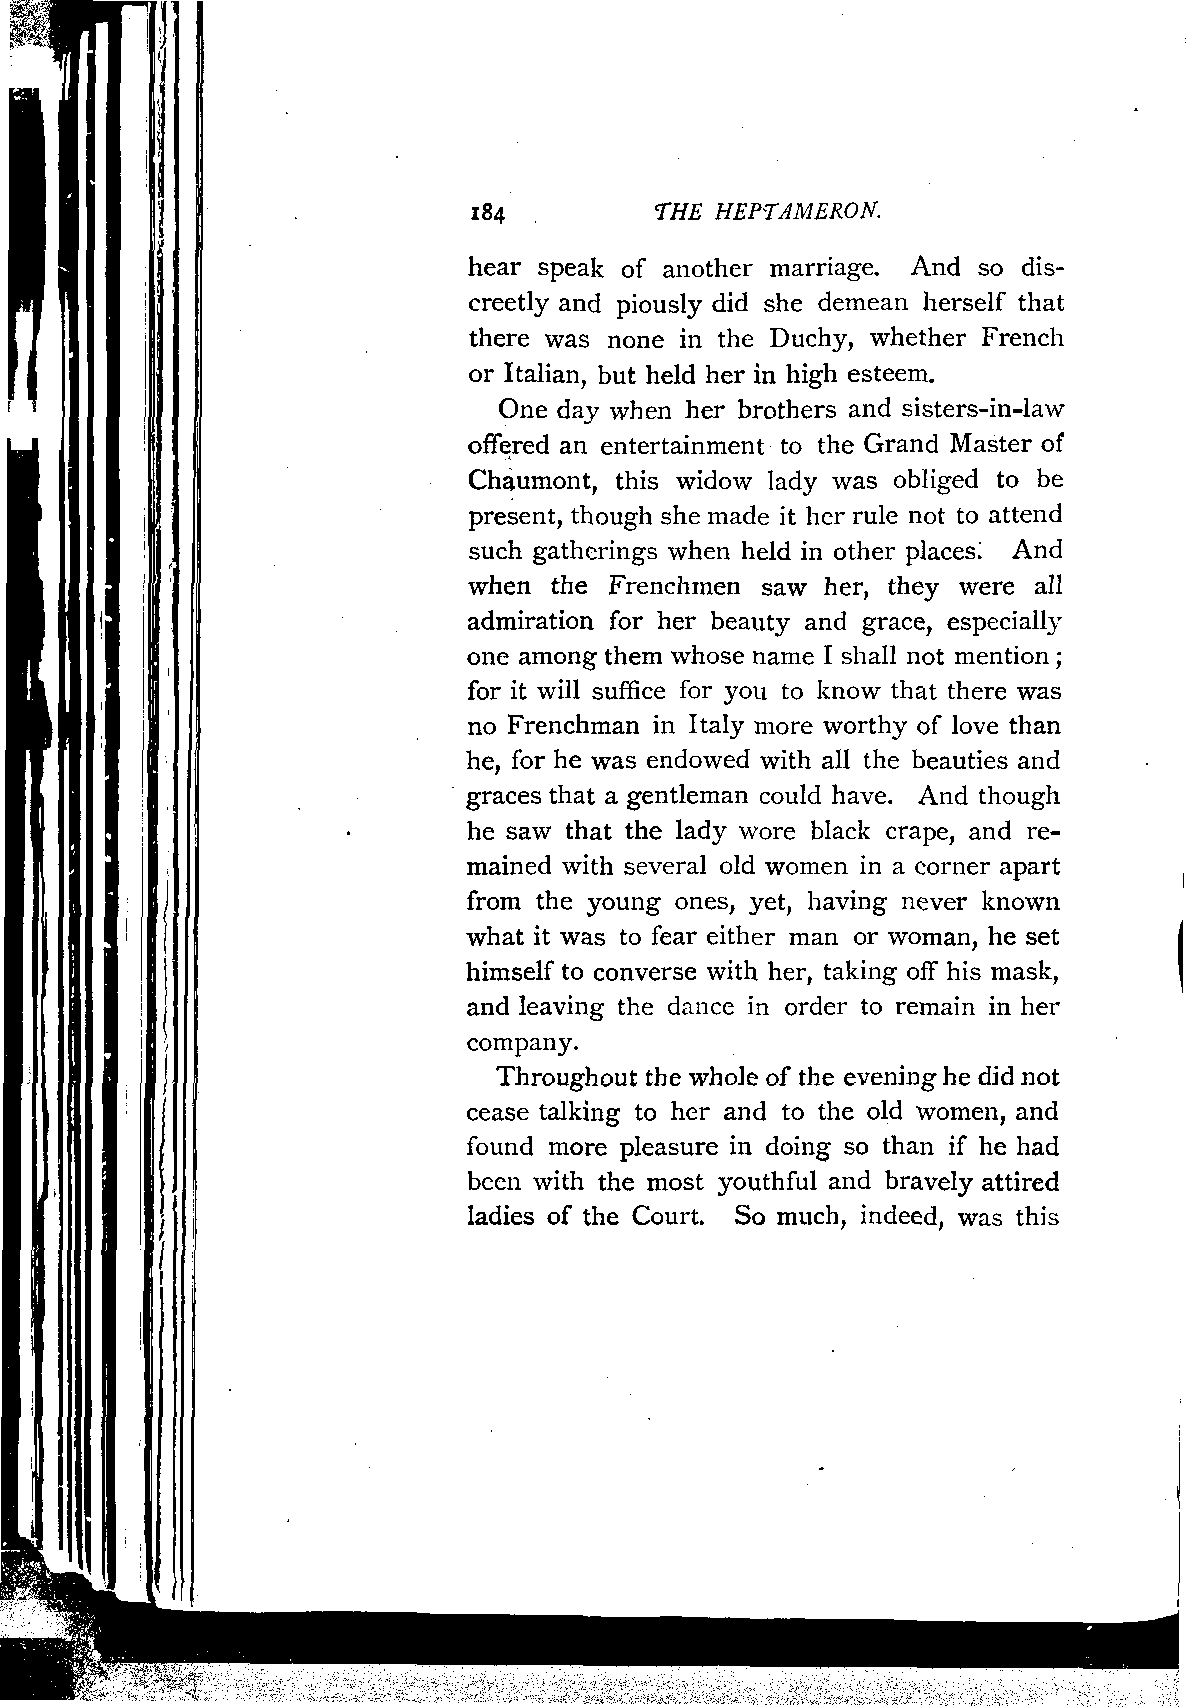 184 THE HEPTAMERON.
hear speak of another marriage. And so dis-
creetly and piously did she demean herself that
there was none in the Duchy, whether French
or Italian, but held her in high esteem.
One day when her brothers and sisters-in-law
offered an entertainment to the Grand Master of
Chaumont, this widow lady was obliged to be
present, though she made it her rule not to attend
such gatherings when held in other places. And
when the Frenchmen saw her, they were all
admiration for her beauty and grace, especially
one among them whose name I shall not mention;
for it will suffice for you to know that there was
no Frenchman in Italy more worthy of love than
he, for he was endowed with all the beauties and
graces that a gentleman could have. And though
he saw that the lady wore black crape, and re-
mained with several old women in a corner apart
from the young ones, yet, having never known
what it was to fear either man or woman, he set
himself to converse with her, taking off his mask,
and leaving the dance in order to remain in her
company.
Throughout the whole of the evening he did not
cease talking to her and to the old women, and
found more pleasure in doing so than if he had
been with the most youthful and bravely attired
ladies of the Court. So much, indeed, was this